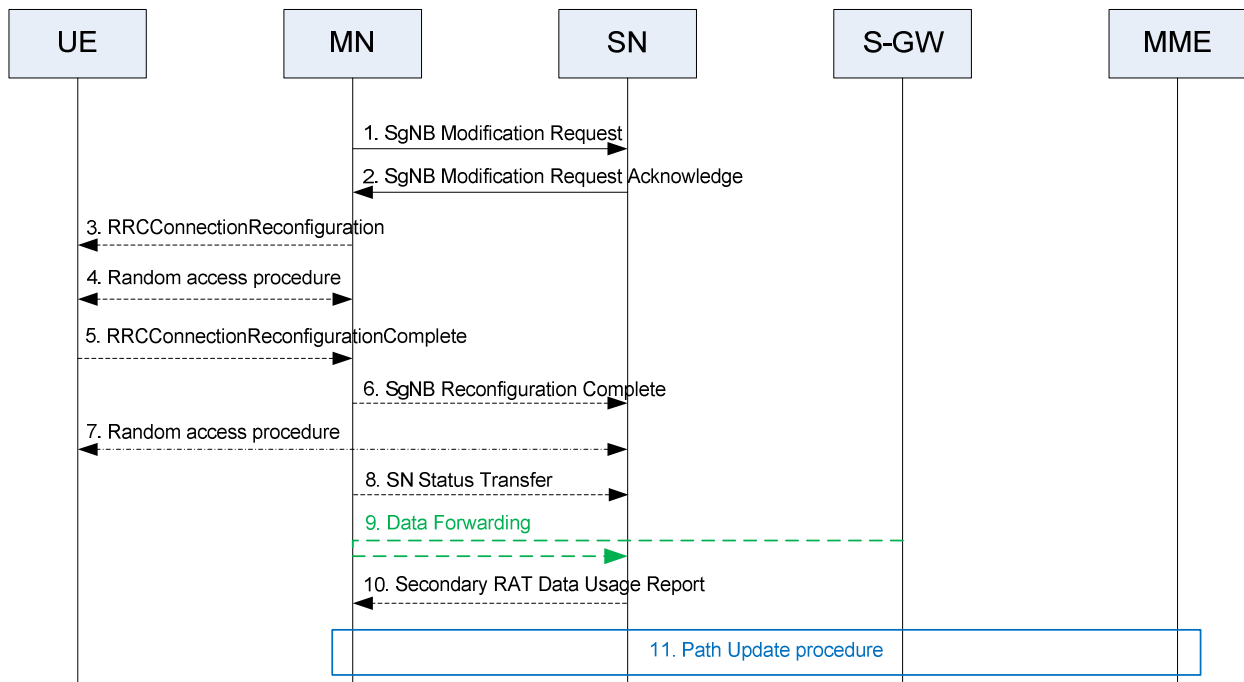 UE MN SN S-GW MME
1. SgNB Modification Request
2. SgNB Modification Request Acknowledge
3. RRCConnectionReconfiguration
4. Random access procedure
5. RRCConnectionReconfigurationComplete
6. SgNB Reconfiguration Complete
7. Random access procedure
8. SN Status Transfer
9. Data Forwarding
10. Secondary RAT Data Usage Report
11. Path Update procedure